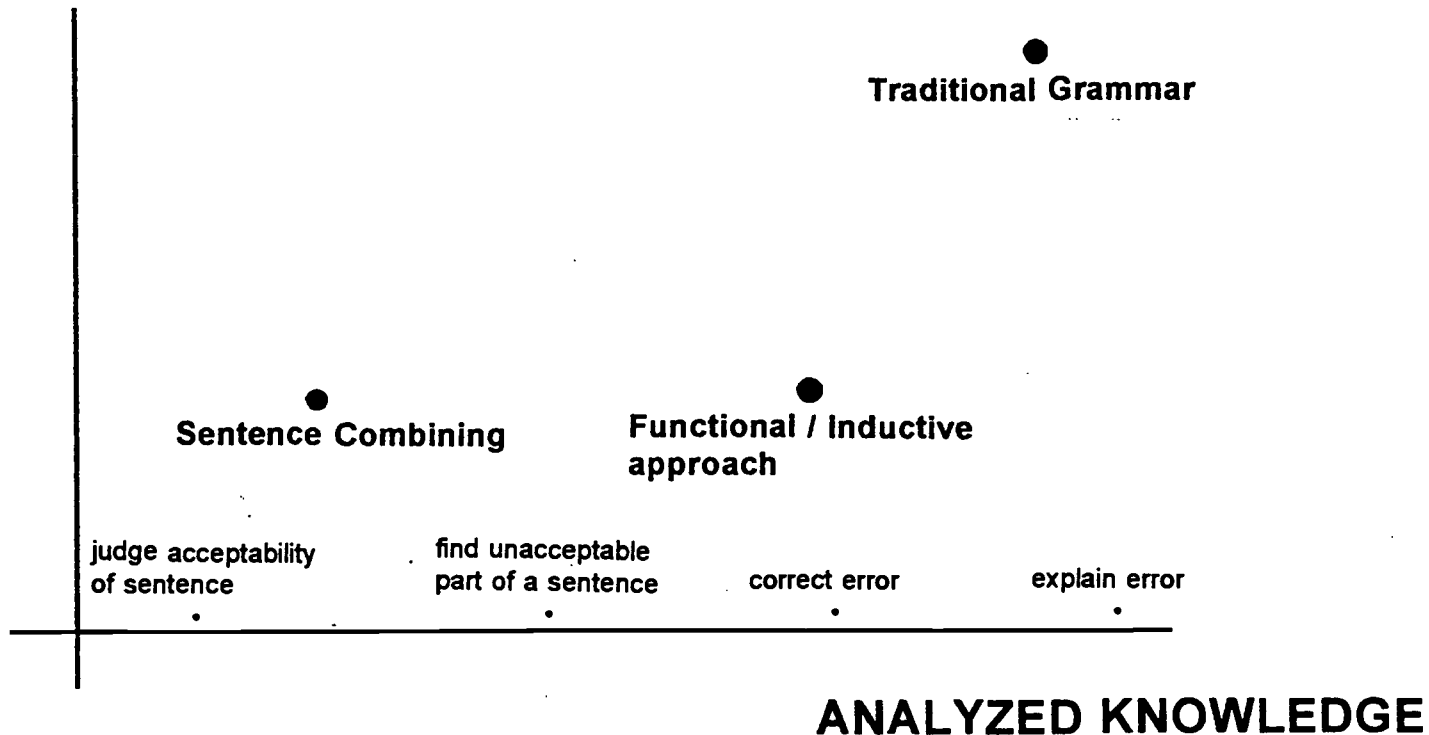 Traditional Grammar
Sentence Combining
Functional / Inductive
approach
judge acceptability
of sentence
find unacceptable
part of a sentence
correct error
explain error
ANALYZED KNOWLEDGE